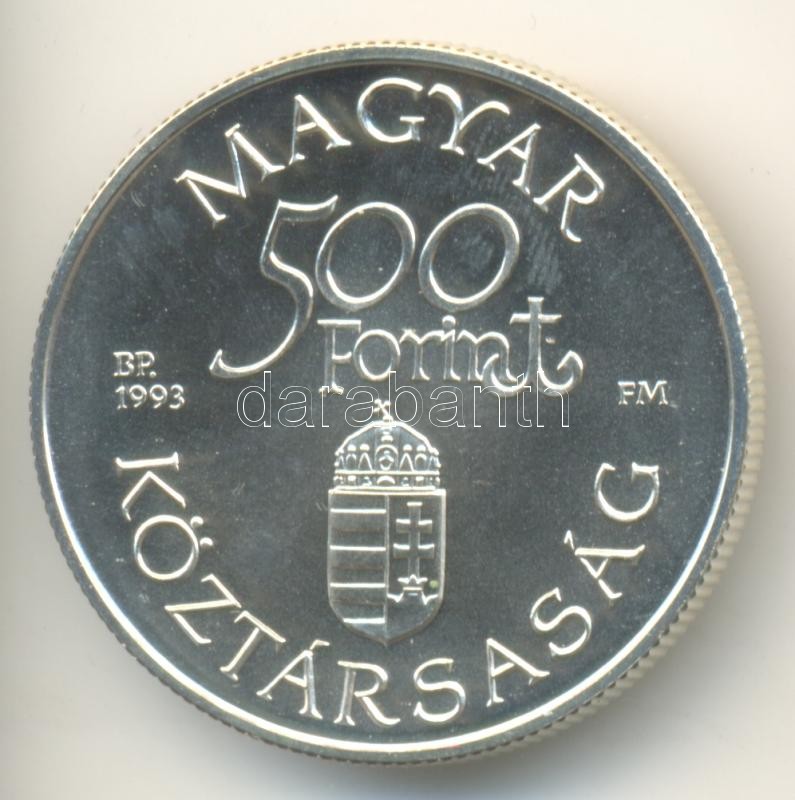 MAGYAR
500
Forint
BP.
1993
FM
darabanth
KÖZTÁRSASÁG